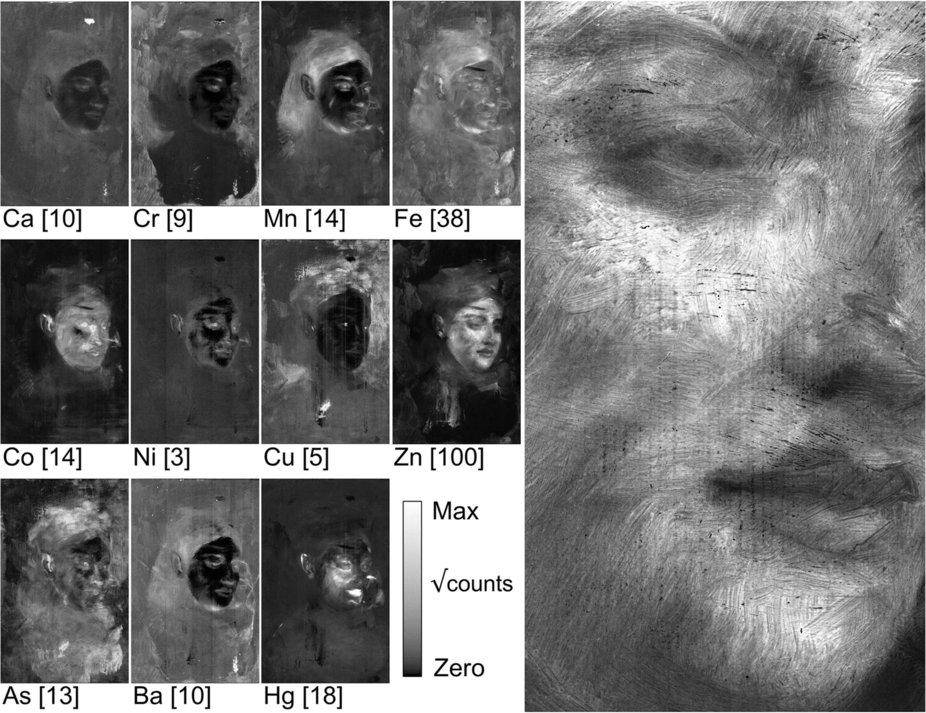 Ca [10] Cr [9] Mn [14] Fe [38]
Co [14] Ni [3] Cu [5] Zn [100]
Max
√counts
Zero
As [13] Ba [10] Hg [18]